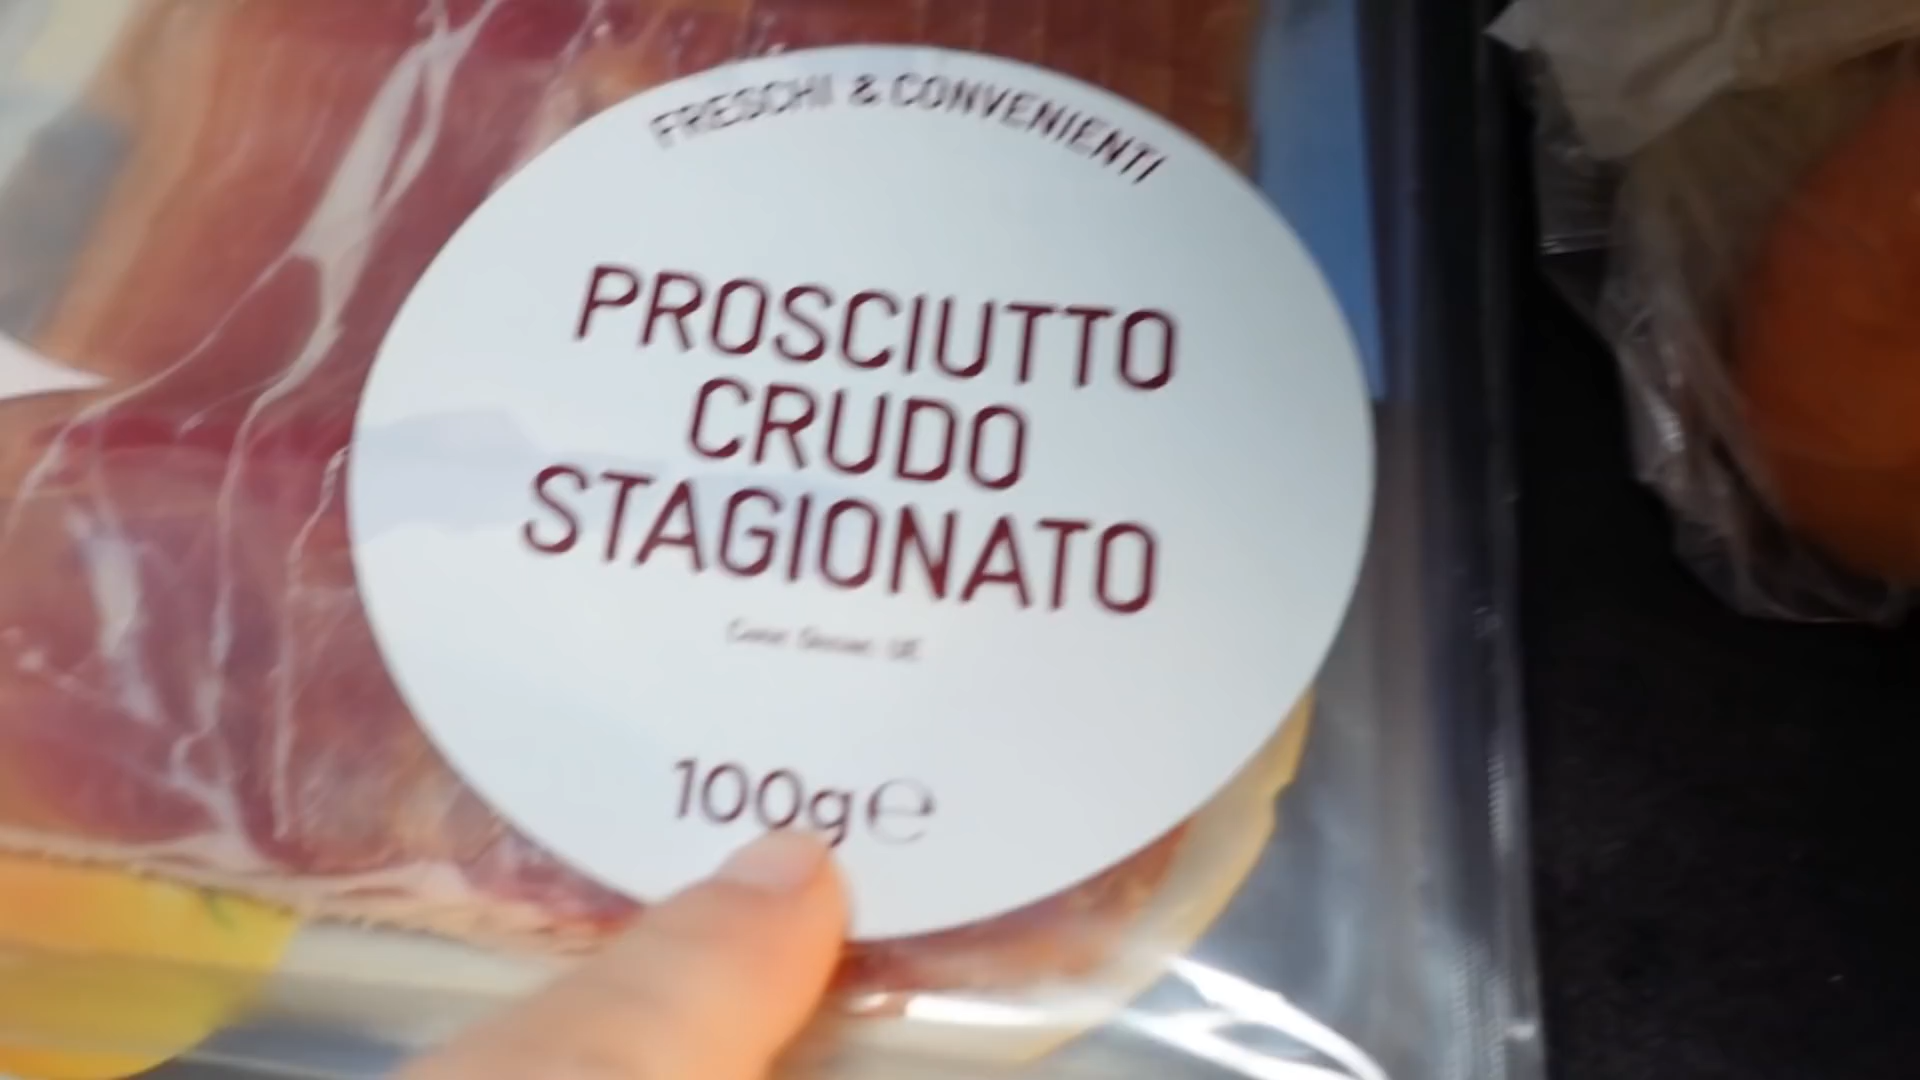 FRESCHI & CONVENIENTI
PROSCIUTTO
CRUDO
STAGIONATO
100g ℮